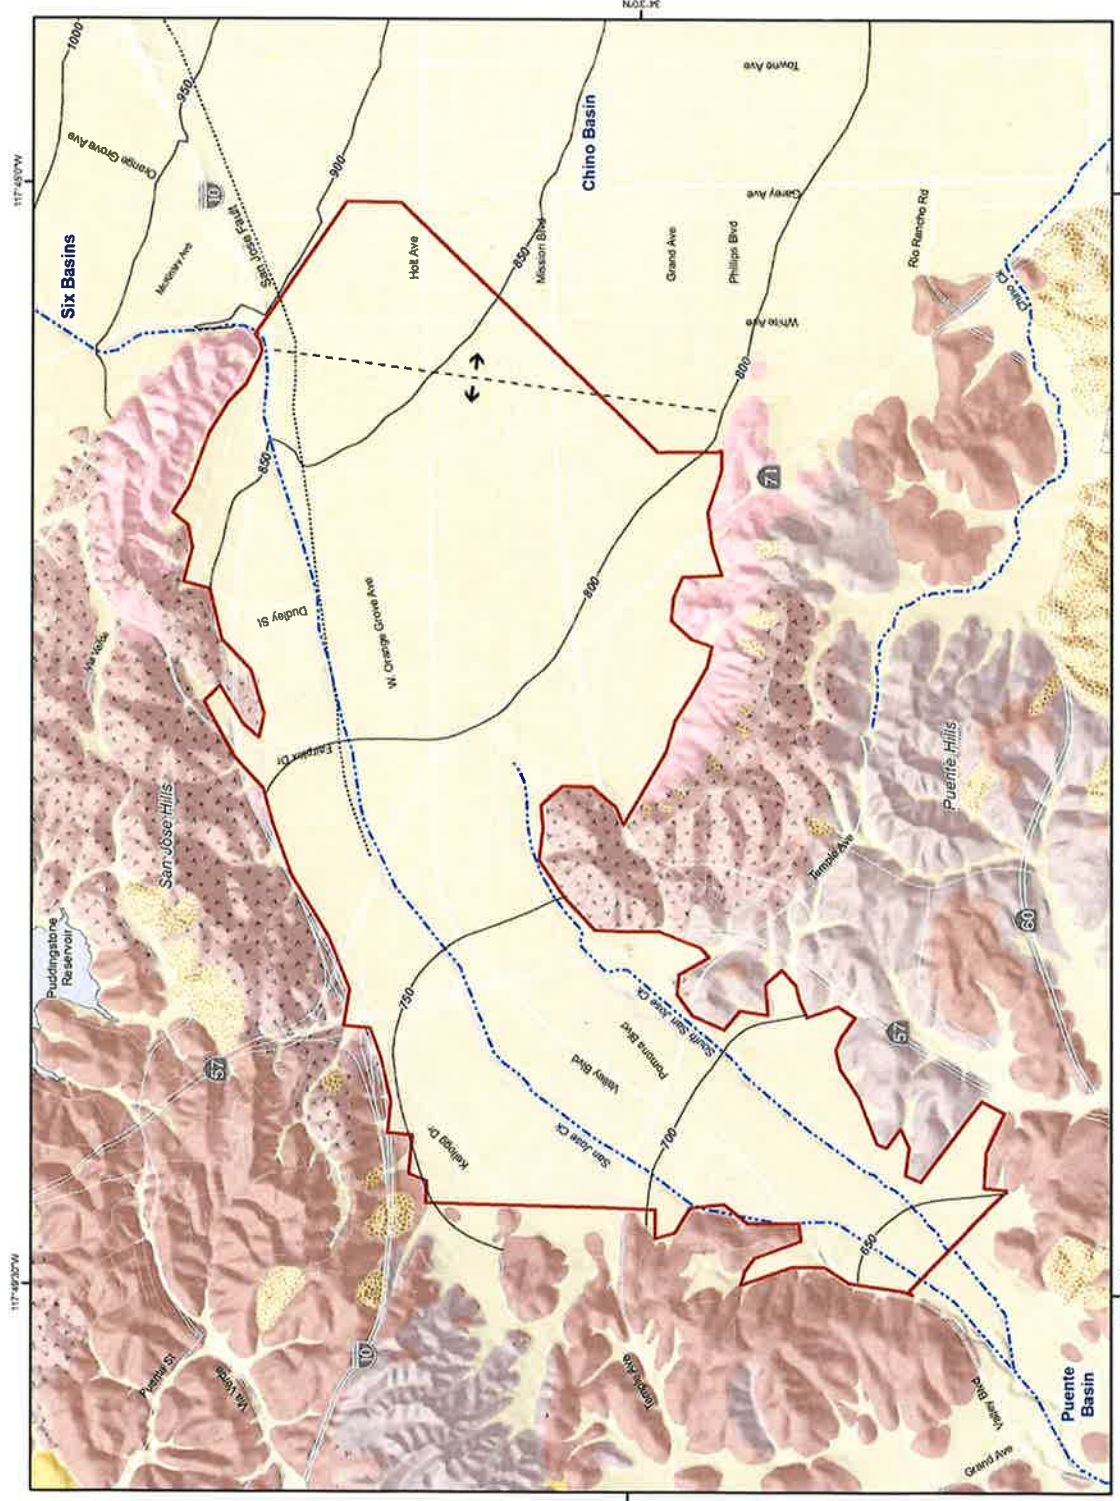 34°3'0"N
1000
950
Towne Ave
Orange Grove Ave
Chino Basin
117°45'0"W
10
900
Garey Ave
Six Basins
McKinley Ave
San Jose Fault
Holt Ave
850
Mission Blvd
Grand Ave
Phillips Blvd
Rio Rancho Rd
Chino Ck
White Ave
800
850
71
800
Dudley St
W. Orange Grove Ave
Via Verde
Fairplex Dr
San Jose Hills
Puente Hills
Temple Ave
Puddingstone
Reservoir
60
750
South San Jose Ck
Pomona Blvd
Valley Blvd
57
57
Kellogg Dr
San Jose Ck
700
650
117°49'30"W
10
Puente St
Via Verde
Temple Ave
Valley Blvd
Puente
Basin
Grand Ave